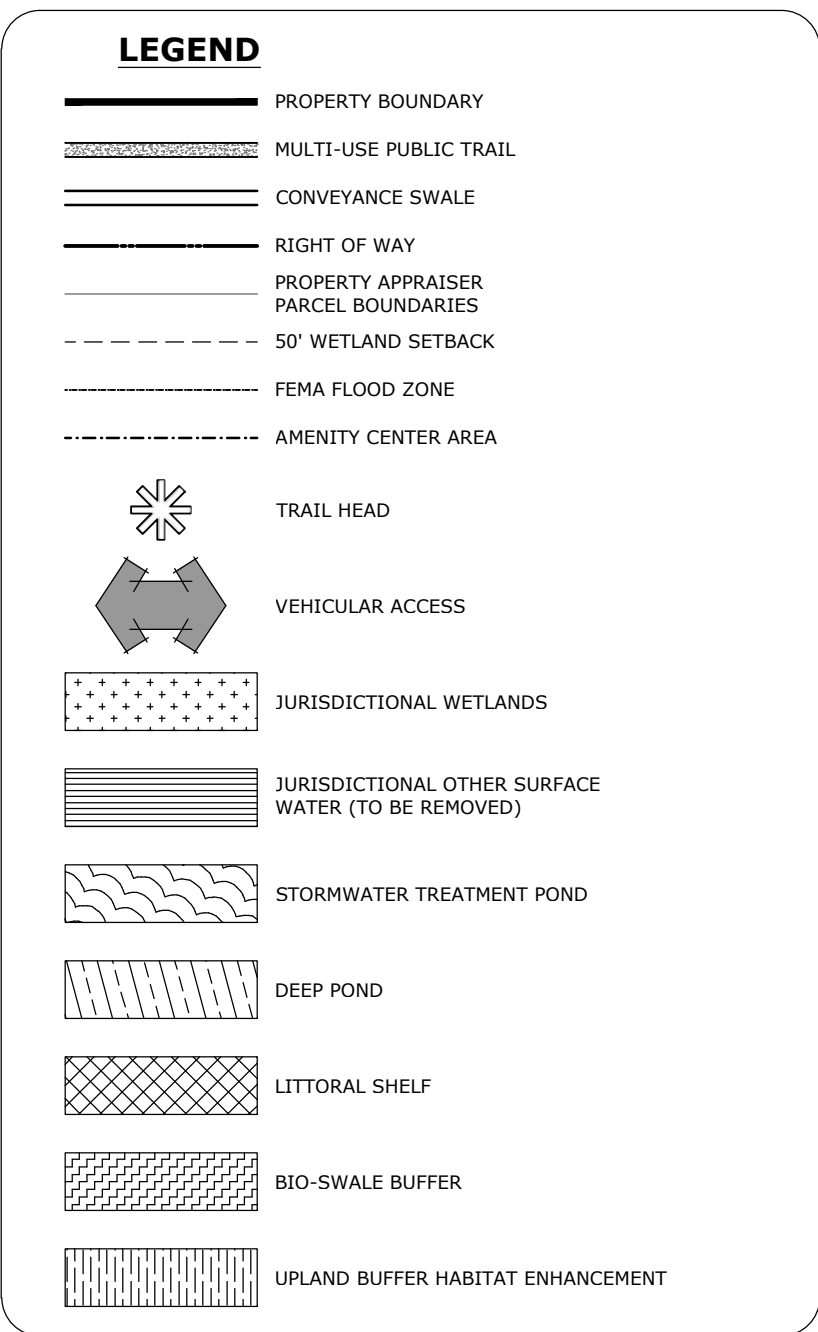 LEGEND
PROPERTY BOUNDARY
MULTI-USE PUBLIC TRAIL
CONVEYANCE SWALE
RIGHT OF WAY
PROPERTY APPRAISER
PARCEL BOUNDARIES
50' WETLAND SETBACK
FEMA FLOOD ZONE
AMENITY CENTER AREA
TRAIL HEAD
VEHICULAR ACCESS
JURISDICTIONAL WETLANDS
JURISDICTIONAL OTHER SURFACE
WATER (TO BE REMOVED)
STORMWATER TREATMENT POND
DEEP POND
LITTORAL SHELF
BIO-SWALE BUFFER
UPLAND BUFFER HABITAT ENHANCEMENT